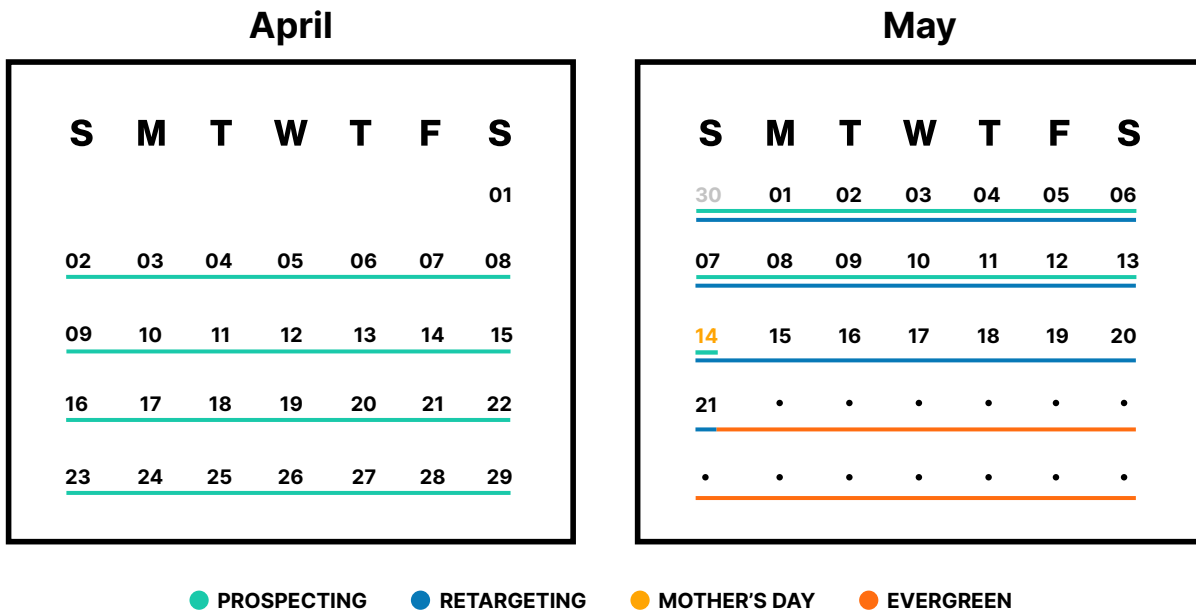 April
S M T W T F S
01
02 03 04 05 06 07 08
09 10 11 12 13 14 15
16 17 18 19 20 21 22
23 24 25 26 27 28 29
May
S M T W T F S
30 01 02 03 04 05 06
07 08 09 10 11 12 13
14 15 16 17 18 19 20
21 • • • • • •
• • • • • • •
PROSPECTING RETARGETING MOTHER'S DAY EVERGREEN